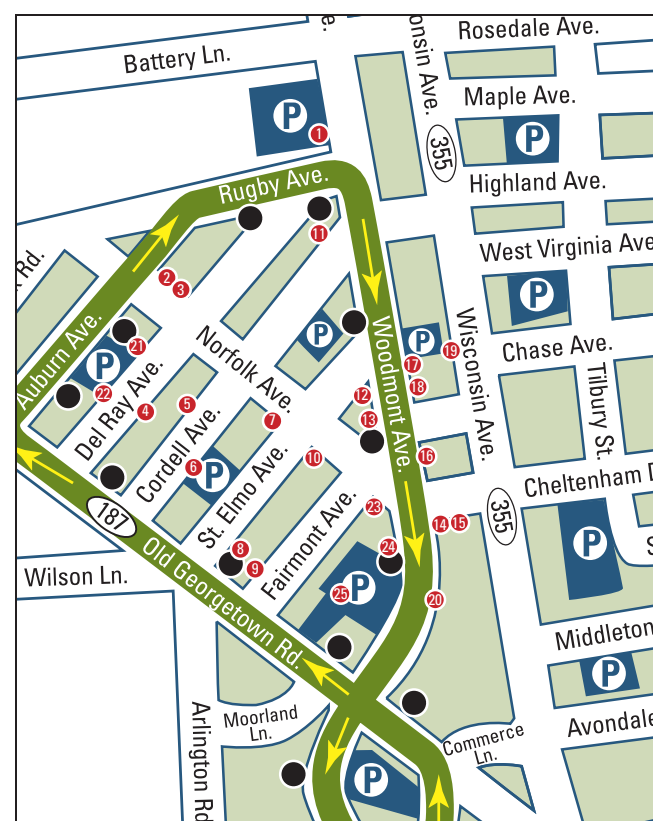 e.
onsin Ave.
Rosedale Ave.
Battery Ln.
Maple Ave.
P
P
1
355
Rugby Ave.
Highland Ave.
11
West Virginia Ave
Rd.
2
3
P
Auburn Ave.
21
Norfolk Ave.
P
Woodmont Ave.
P
19
Wisconsin Ave.
Chase Ave.
P
17
22
Del Ray Ave.
18
Tilbury St.
4
5
12
13
7
Cordell Ave.
16
10
6
P
St. Elmo Ave.
Cheltenham D
187
Fairmont Ave.
23
14
15
355
Old Georgetown Rd.
8
9
24
P
S
Wilson Ln.
25
P
20
Middleton
P
Arlington Rd
Moorland
Ln.
Commerce
Ln.
Avondale
P